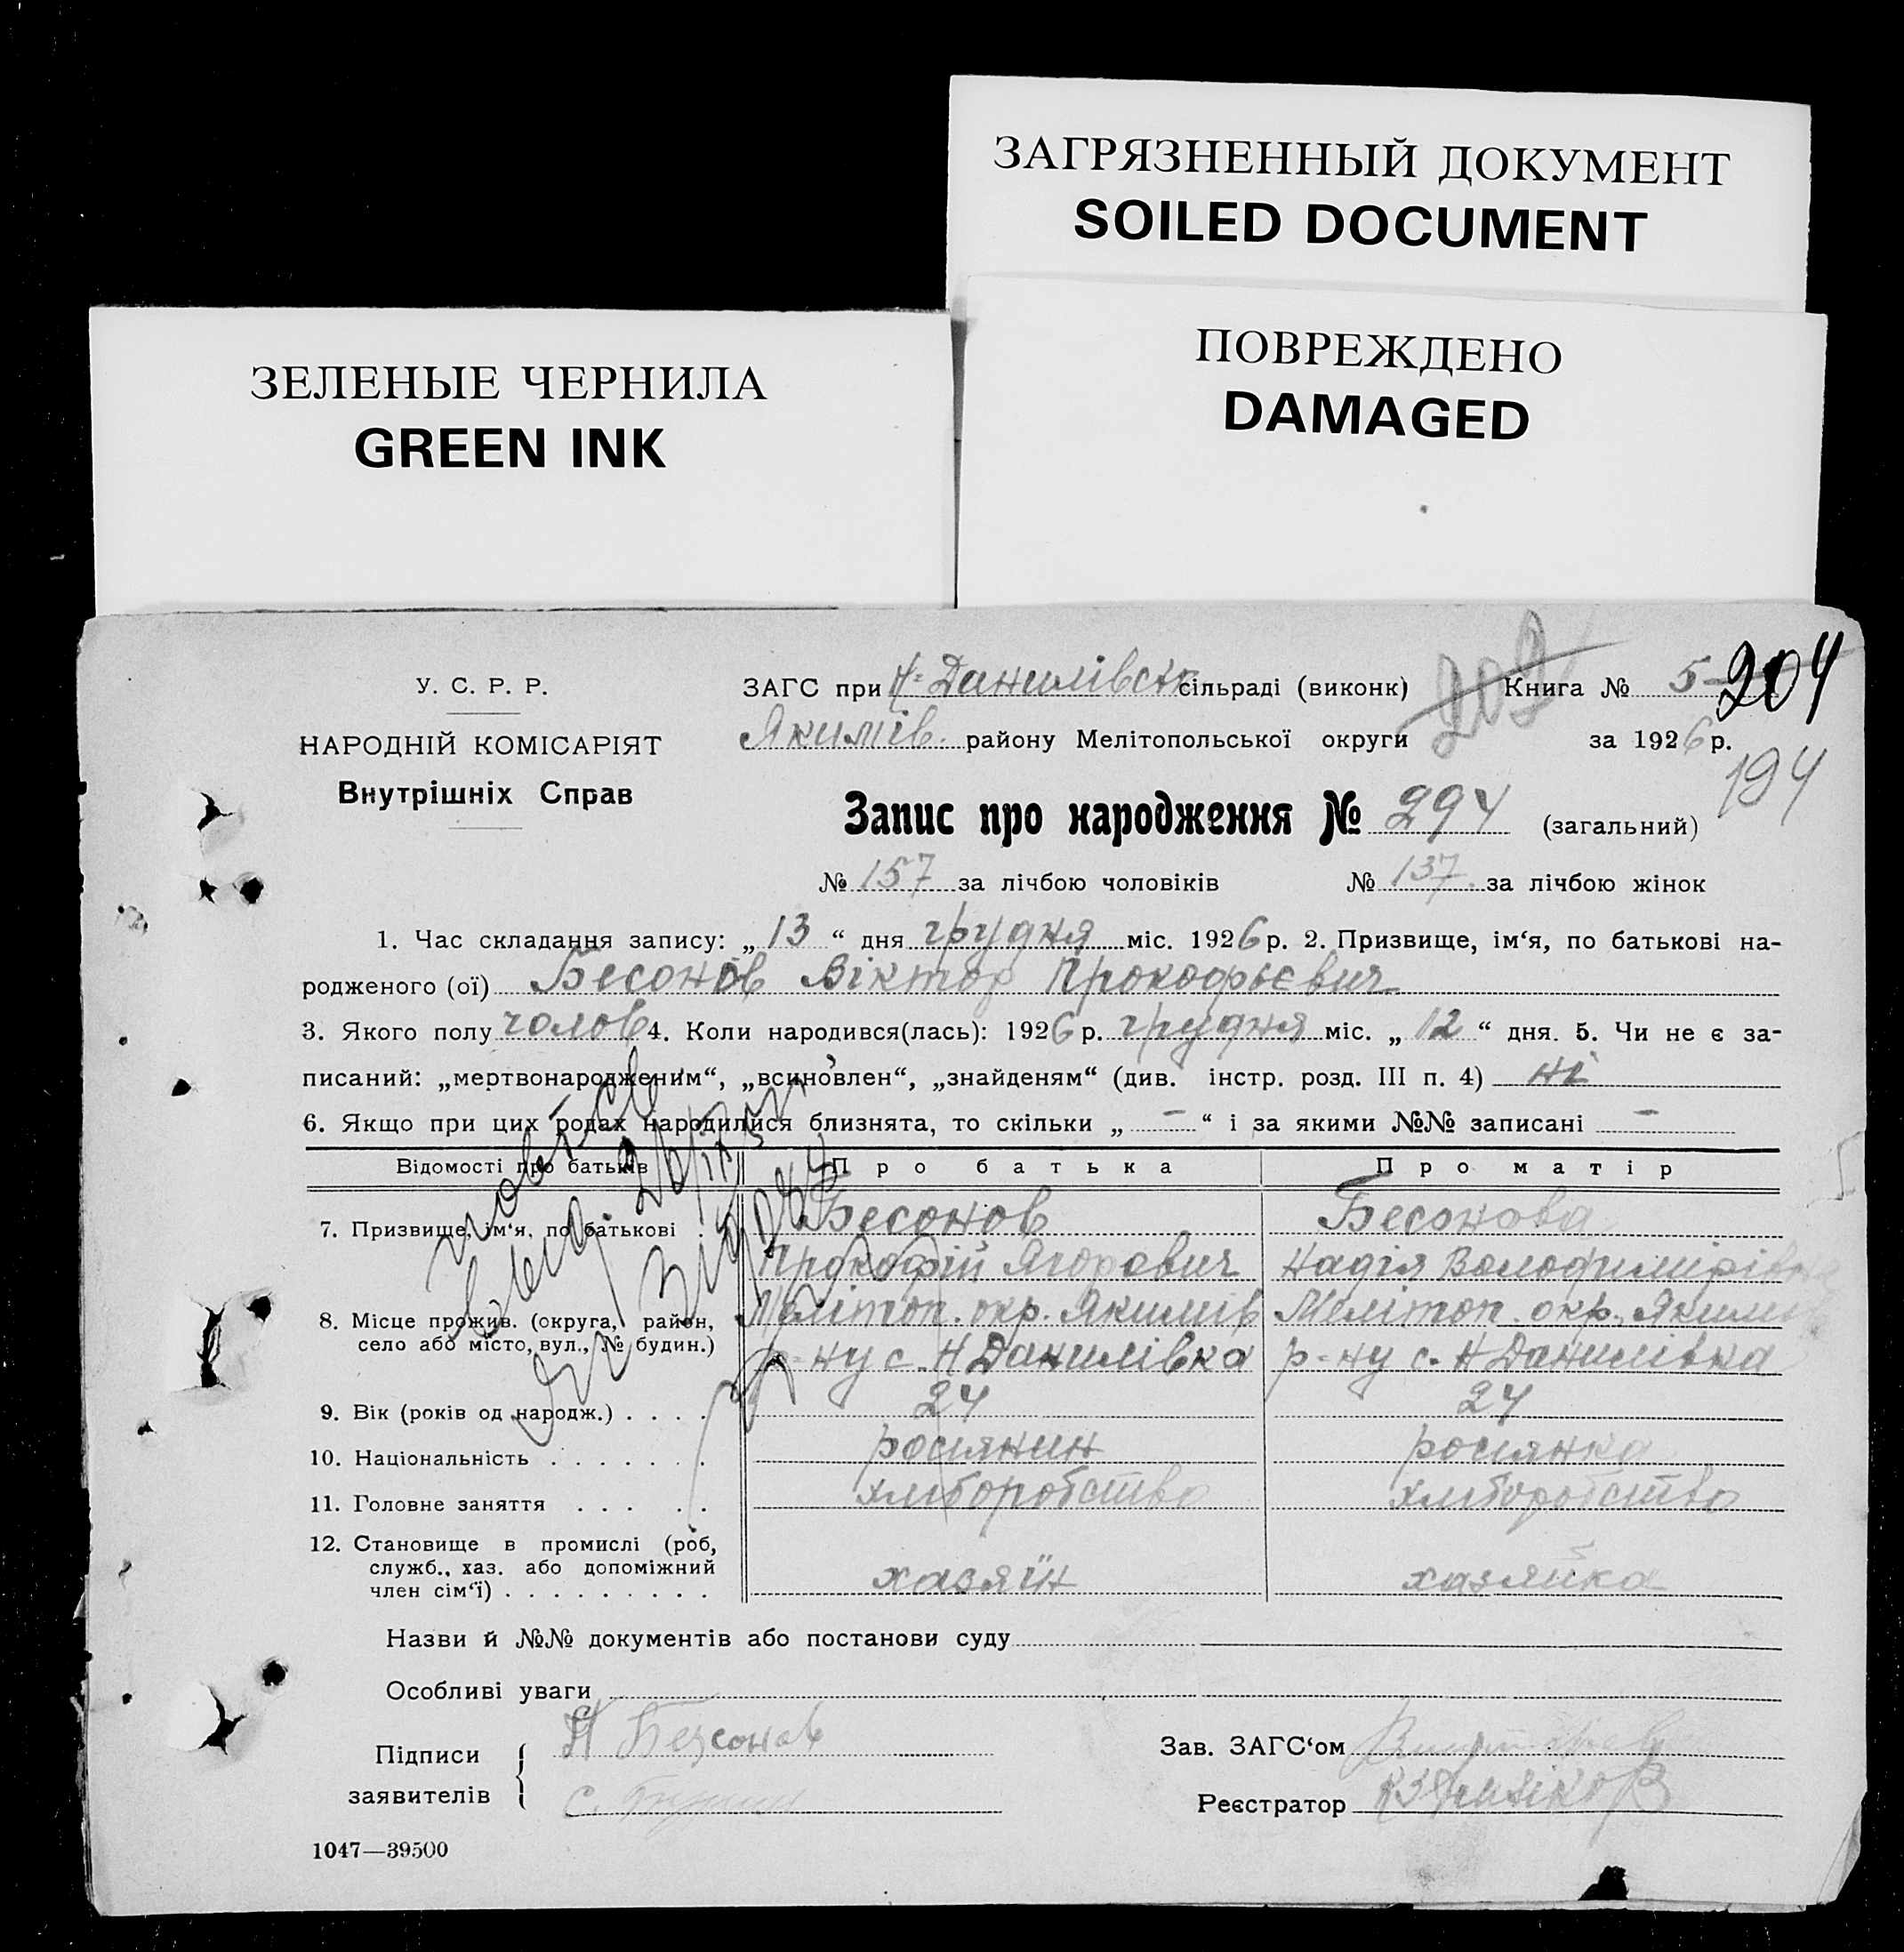 ЗАГРЯЗНЕННЫЙ ДОКУМЕНТ
SOILED DOCUMENT
ЗЕЛЕНЫЕ ЧЕРНИЛА
GREEN INK
ПОВРЕЖДЕНО
DAMAGED
У. С. Р. Р.
НАРОДНІЙ КОМІСАРІЯТ
Внутрішніх Справ
ЗАГС при Н-Данилівськ. сільраді (виконк) Книга № 5 204
Якимів. району Мелітопольської округи за 1926 р.
194
Запис про народження № 294 (загальний)
№ 157 за лічбою чоловіків № 137 за лічбою жінок
1. Час складання запису: „ 13 “ дня грудня міс. 1926 р. 2. Призвище, ім‘я, по батькові на-
родженого (ої) Бесонов Віктор Прокофьєвич
3. Якого полу чолов 4. Коли народився(лась): 1926 р. грудня міс. „ 12 “ дня. 5. Чи не є за-
писаний: „мертвонародженим“, „всиновлен“, „знайденям“ (див. інстр. розд. III п. 4) ні
6. Якщо при цих родах народилися близнята, то скільки „ – “ і за якими №№ записані –
Відомості про батьків Про батька Про матір
7. Призвище, ім‘я, по батькові . Бесонов Бесонова
Прокофій Ягорович Надія Володимирівна
8. Місце прожив. (округа, район, Мелітоп. окр. Якимів Мелітоп. окр. Якимів
село або місто, вул., № будин.) р-ну с. Н Данилівка р-ну с. Н Данилівка
9. Вік (років од народж.) . . . . 24 24
10. Національність . . . . . . . росіянин росіянка
11. Головне заняття . . . . . хліборобство хліборобство
12. Становище в промислі (роб,
служб., хаз. або допоміжний
член сім‘ї) . . . . . . . . . хазяїн хазяйка
Назви й №№ документів або постанови суду
Особливі уваги
Підписи Н Безсонов Зав. ЗАГС‘ом
заявителів С. Реєстратор
1047—39500